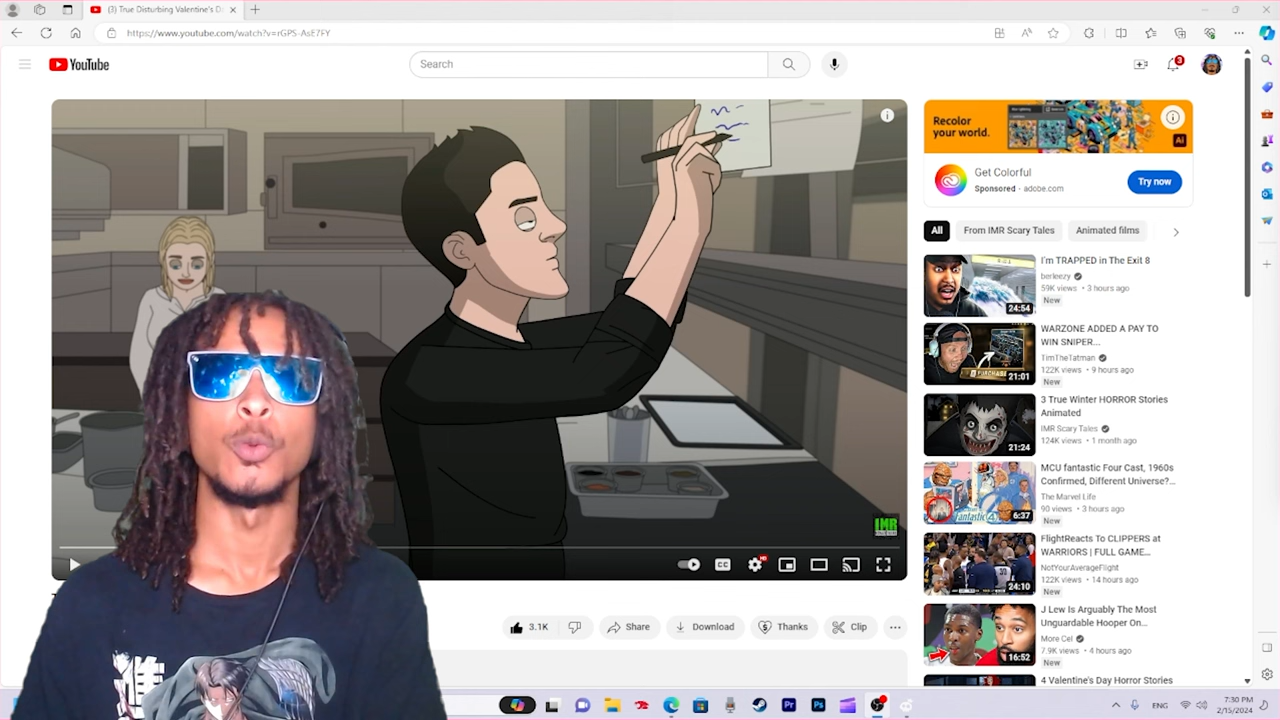 (3) True Disturbing Valentine's D
https://www.youtube.com/watch?v=rGPS-AsE7FY
YouTube
Search
3
Recolor
your world.
Ai
Get Colorful
Sponsored · adobe.com
Try now
All
From IMR Scary Tales
Animated films
I'm TRAPPED in The Exit 8
berleezy
59K views • 3 hours ago
New
24:54
WARZONE ADDED A PAY TO
WIN SNIPER...
TimTheTatman
122K views • 9 hours ago
New
PURCHASE
21:01
3 True Winter HORROR Stories
Animated
IMR Scary Tales
124K views • 1 month ago
21:24
MCU fantastic Four Cast, 1960s
Confirmed, Different Universe?...
The Marvel Life
90 views • 3 hours ago
New
6:37
FlightReacts To CLIPPERS at
WARRIORS | FULL GAME...
NotYourAverageFlight
122K views • 14 hours ago
New
24:10
J Lew Is Arguably The Most
Unguardable Hooper On...
More Cel
7.9K views • 4 hours ago
New
16:52
4 Valentine's Day Horror Stories
IMR
CC
HD
3.1K
Share
Download
Thanks
Clip
Pr
Ps
ENG
7:30 PM
2/15/2024